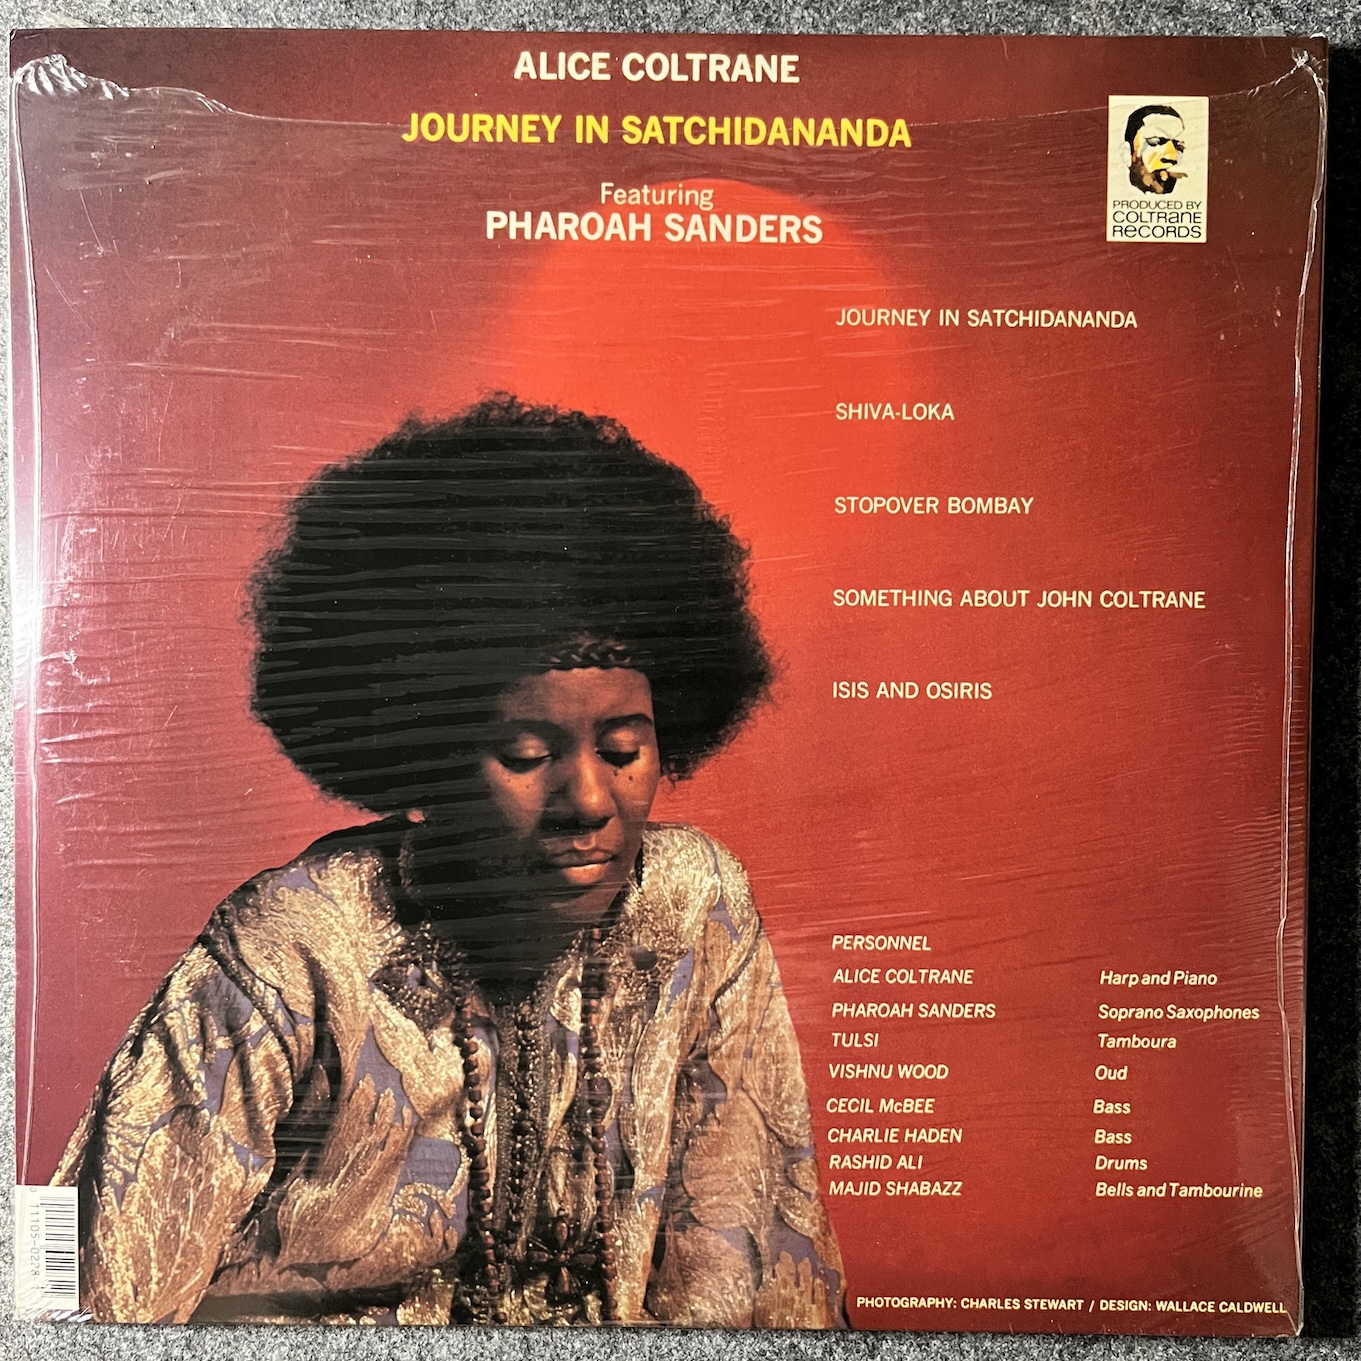 ALICE COLTRANE
JOURNEY IN SATCHIDANANDA
Featuring
PHAROAH SANDERS
PRODUCED BY
COLTRANE
RECORDS
JOURNEY IN SATCHIDANANDA
SHIVA-LOKA
STOPOVER BOMBAY
SOMETHING ABOUT JOHN COLTRANE
ISIS AND OSIRIS
PERSONNEL
ALICE COLTRANE Harp and Piano
PHAROAH SANDERS Soprano Saxophones
TULSI Tamboura
VISHNU WOOD Oud
CECIL McBEE Bass
CHARLIE HADEN Bass
RASHID ALI Drums
MAJID SHABAZZ Bells and Tambourine
PHOTOGRAPHY: CHARLES STEWART / DESIGN: WALLACE CALDWELL
11105-0228